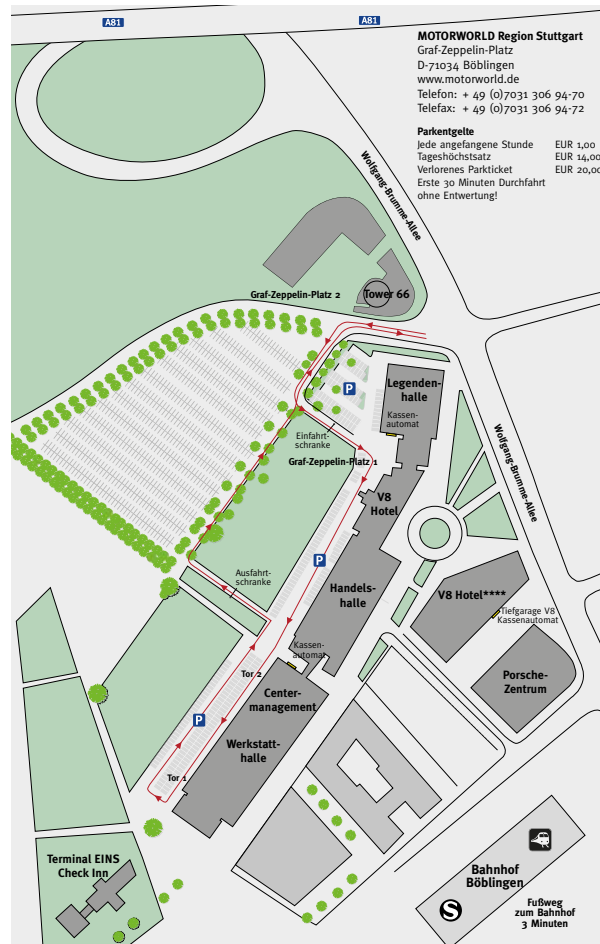 A81
A81
MOTORWORLD Region Stuttgart
Graf-Zeppelin-Platz
D-71034 Böblingen
www.motorworld.de
Telefon: + 49 (0)7031 306 94-70
Telefax: + 49 (0)7031 306 94-72
Parkentgelte
Jede angefangene Stunde EUR 1,00
Tageshöchstsatz EUR 14,00
Verlorenes Parkticket EUR 20,00
Erste 30 Minuten Durchfahrt
ohne Entwertung!
Wolfgang-Brumme-Allee
Graf-Zeppelin-Platz 2
Tower 66
P
Legenden-
halle
Kassen-
automat
Einfahrt-
schranke
Graf-Zeppelin-Platz 1
Wolfgang-Brumme-Allee
V8
Hotel
P
Ausfahrt-
schranke
Handels-
halle
V8 Hotel****
Tiefgarage V8
Kassenautomat
Kassen-
automat
Porsche-
Zentrum
Tor 2
Center-
management
P
Werkstatt-
halle
Tor 1
Terminal EINS
Check Inn
Bahnhof
Böblingen
S
Fußweg
zum Bahnhof
3 Minuten